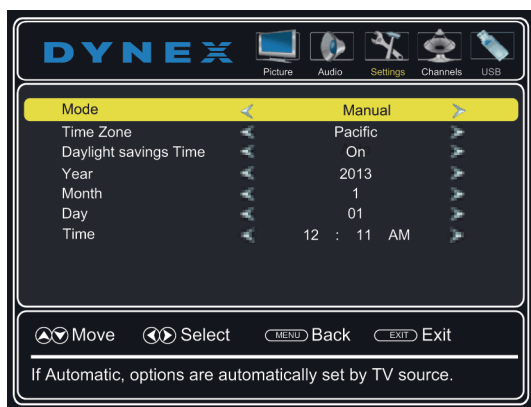 DYNEX
Picture Audio Settings Channels USB
Mode Manual
Time Zone Pacific
Daylight savings Time On
Year 2013
Month 1
Day 01
Time 12 : 11 AM
Move Select MENU Back EXIT Exit
If Automatic, options are automatically set by TV source.